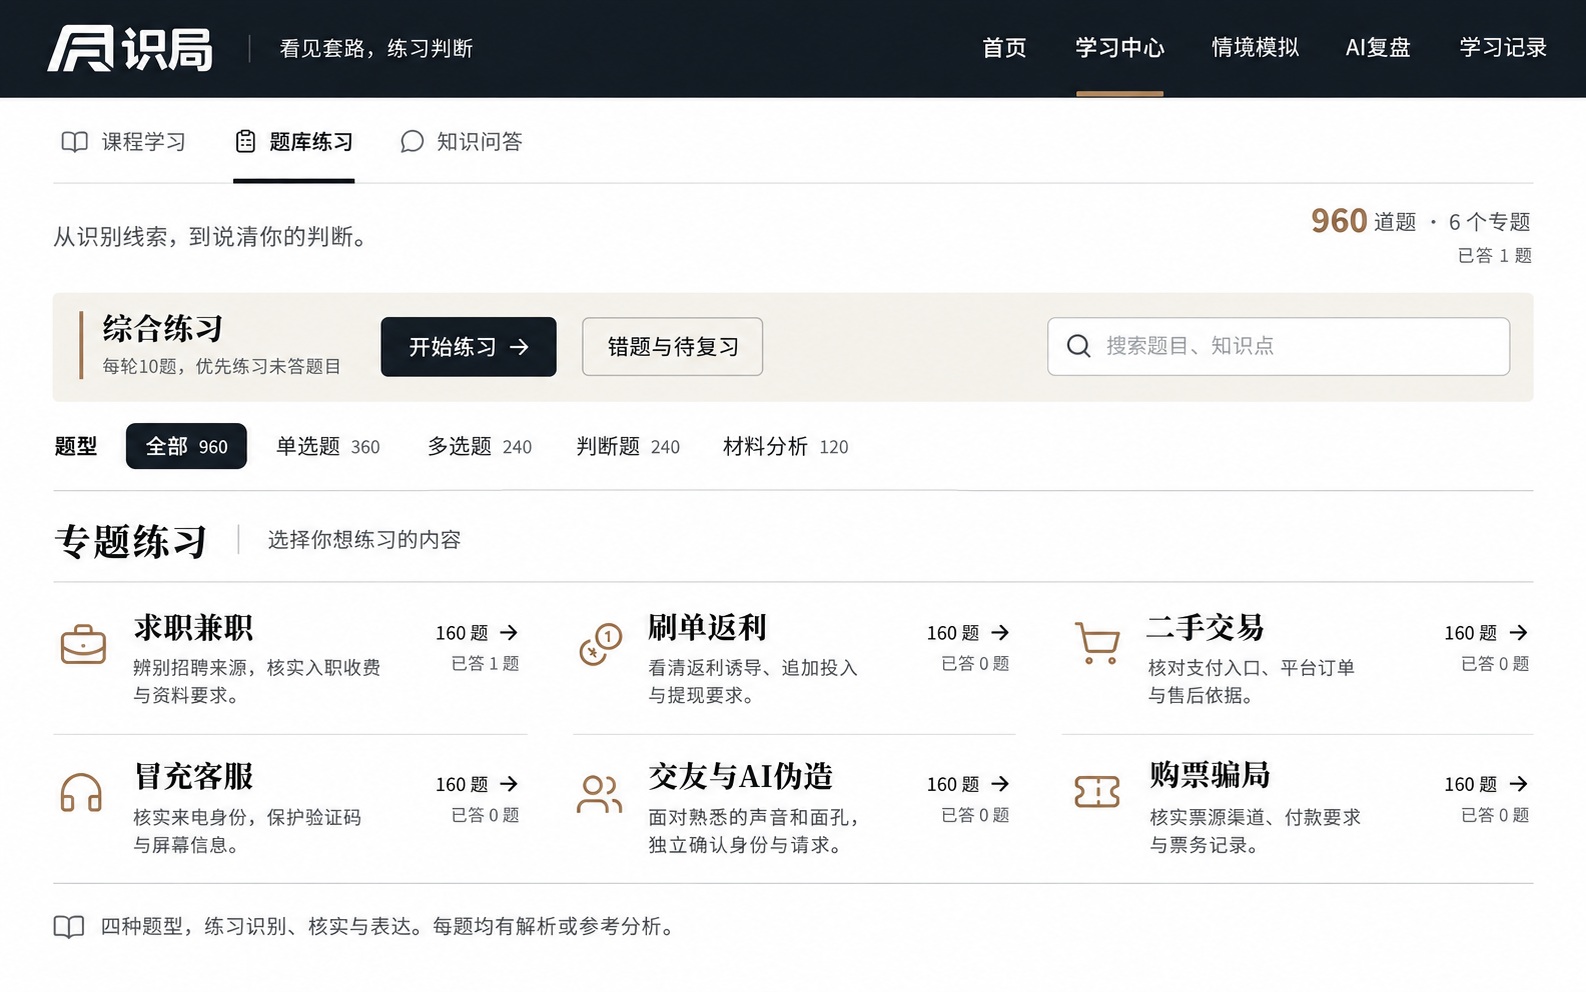 识局
看见套路，练习判断
首页 学习中心 情境模拟 AI复盘 学习记录
课程学习 题库练习 知识问答
从识别线索，到说清你的判断。
960 道题 · 6 个专题
已答 1 题
综合练习
每轮10题，优先练习未答题目
开始练习 →
错题与待复习
搜索题目、知识点
题型 全部 960 单选题 360 多选题 240 判断题 240 材料分析 120
专题练习 选择你想练习的内容
求职兼职
辨别招聘来源，核实入职收费
与资料要求。
160 题 →
已答 1 题
刷单返利
看清返利诱导、追加投入
与提现要求。
160 题 →
已答 0 题
二手交易
核对支付入口、平台订单
与售后依据。
160 题 →
已答 0 题
冒充客服
核实来电身份，保护验证码
与屏幕信息。
160 题 →
已答 0 题
交友与AI伪造
面对熟悉的声音和面孔，
独立确认身份与请求。
160 题 →
已答 0 题
购票骗局
核实票源渠道、付款要求
与票务记录。
160 题 →
已答 0 题
四种题型，练习识别、核实与表达。每题均有解析或参考分析。